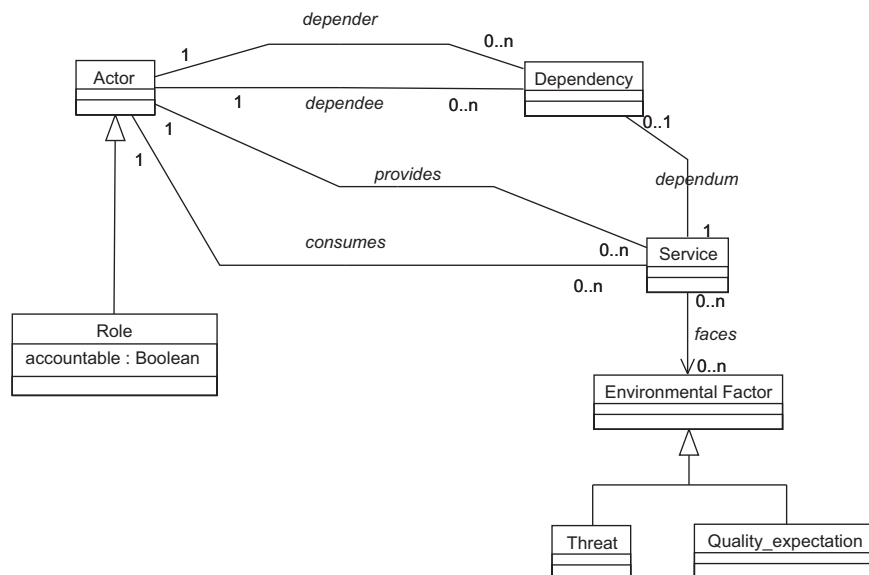 depender
1
0..n
Actor
Dependency
1
dependee
0..n
1
0..1
1
provides
dependum
consumes
1
0..n
Service
0..n
0..n
Role
faces
accountable : Boolean
0..n
Environmental Factor
Threat
Quality_expectation